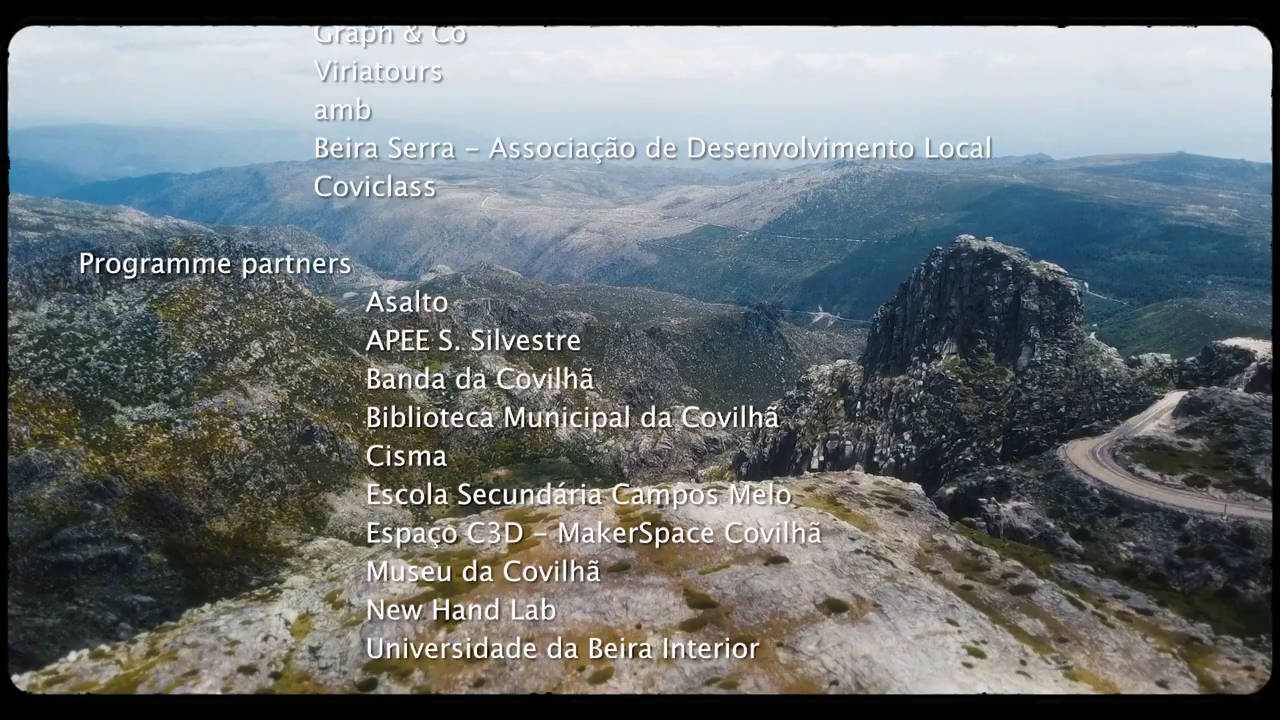 Graph & Co
Viriatours
amb
Beira Serra – Associação de Desenvolvimento Local
Coviclass
Programme partners
Asalto
APEE S. Silvestre
Banda da Covilhã
Biblioteca Municipal da Covilhã
Cisma
Escola Secundária Campos Melo
Espaço C3D – MakerSpace Covilhã
Museu da Covilhã
New Hand Lab
Universidade da Beira Interior